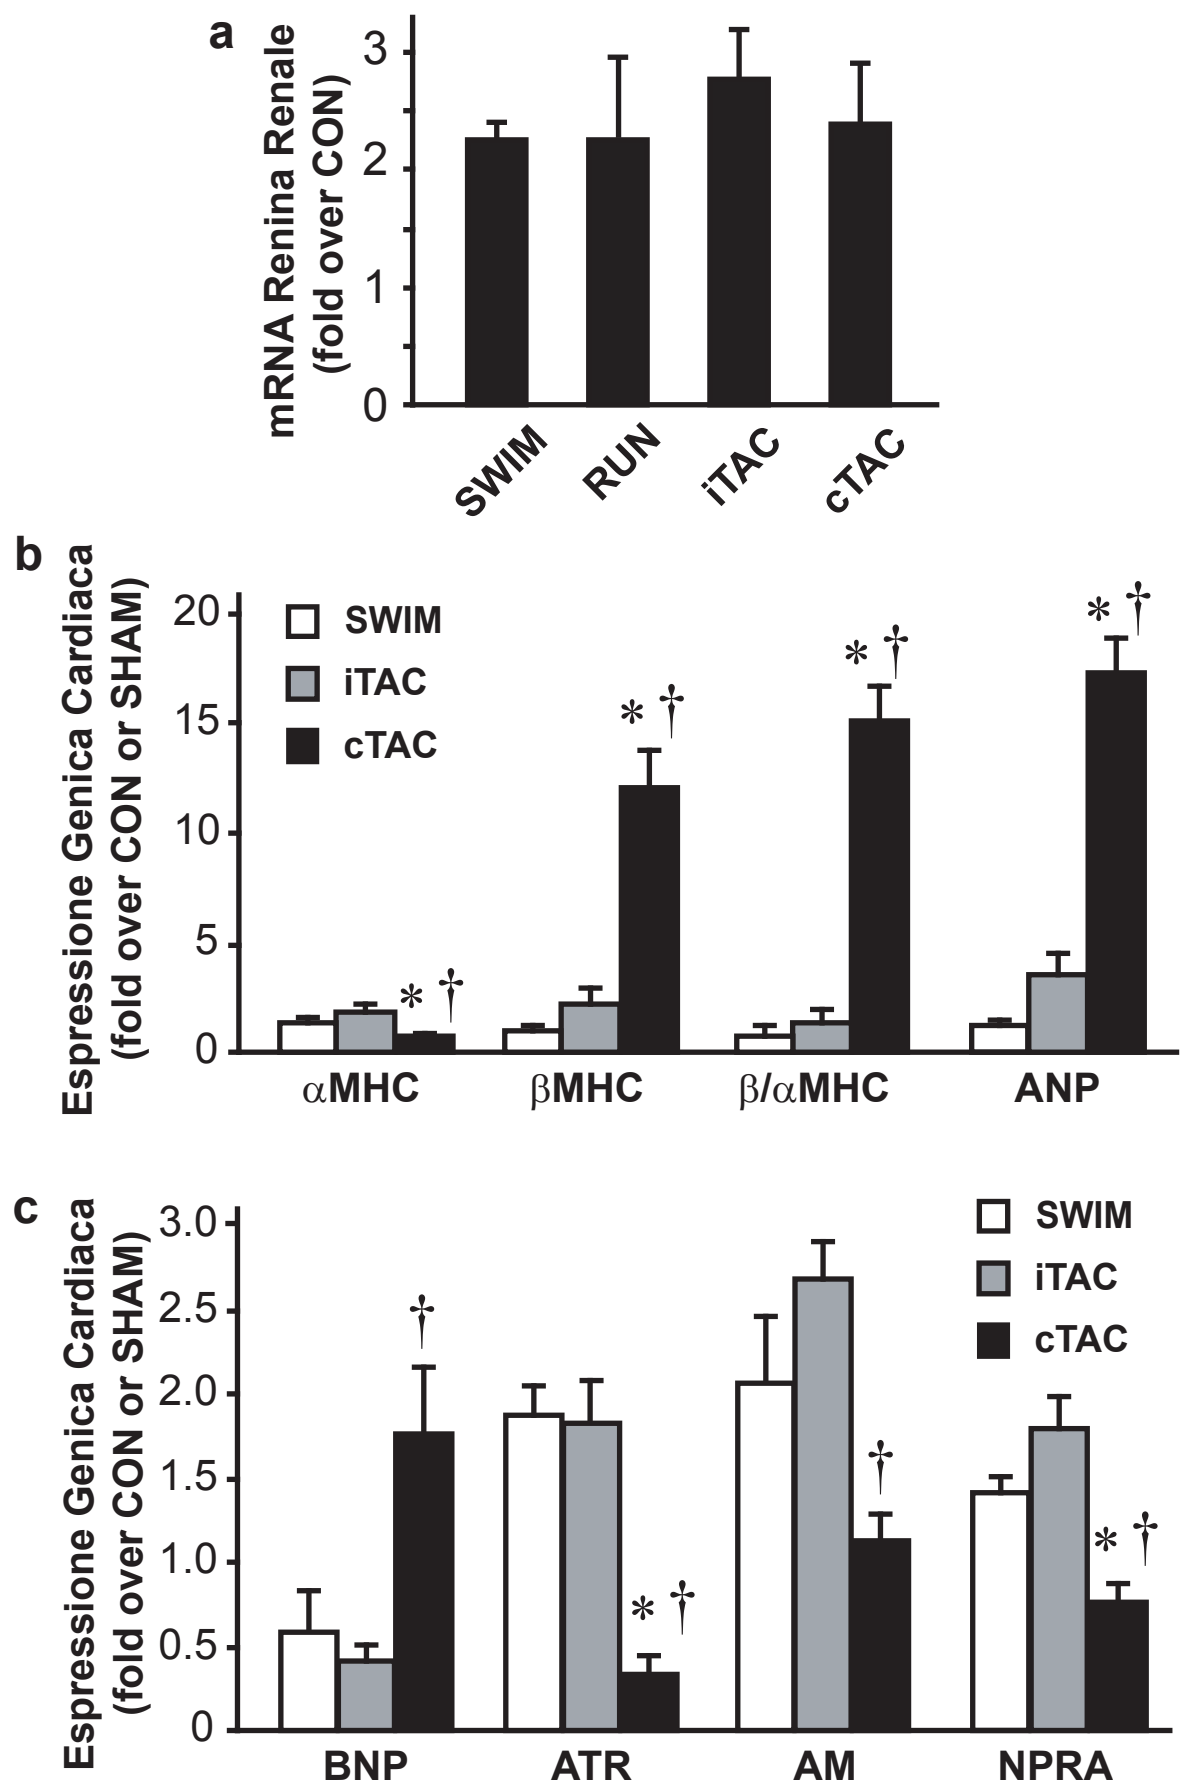 a
mRNA Renina Renale
(fold over CON)
3
2
1
0
SWIM
RUN
iTAC
cTAC
b
Espressione Genica Cardiaca
(fold over CON or SHAM)
20
15
10
5
0
SWIM
iTAC
cTAC
* †
* †
* †
* †
αMHC
βMHC
β/αMHC
ANP
c
Espressione Genica Cardiaca
(fold over CON or SHAM)
3.0
2.5
2.0
1.5
1.0
0.5
0
SWIM
iTAC
cTAC
†
* †
†
* †
BNP
ATR
AM
NPRA